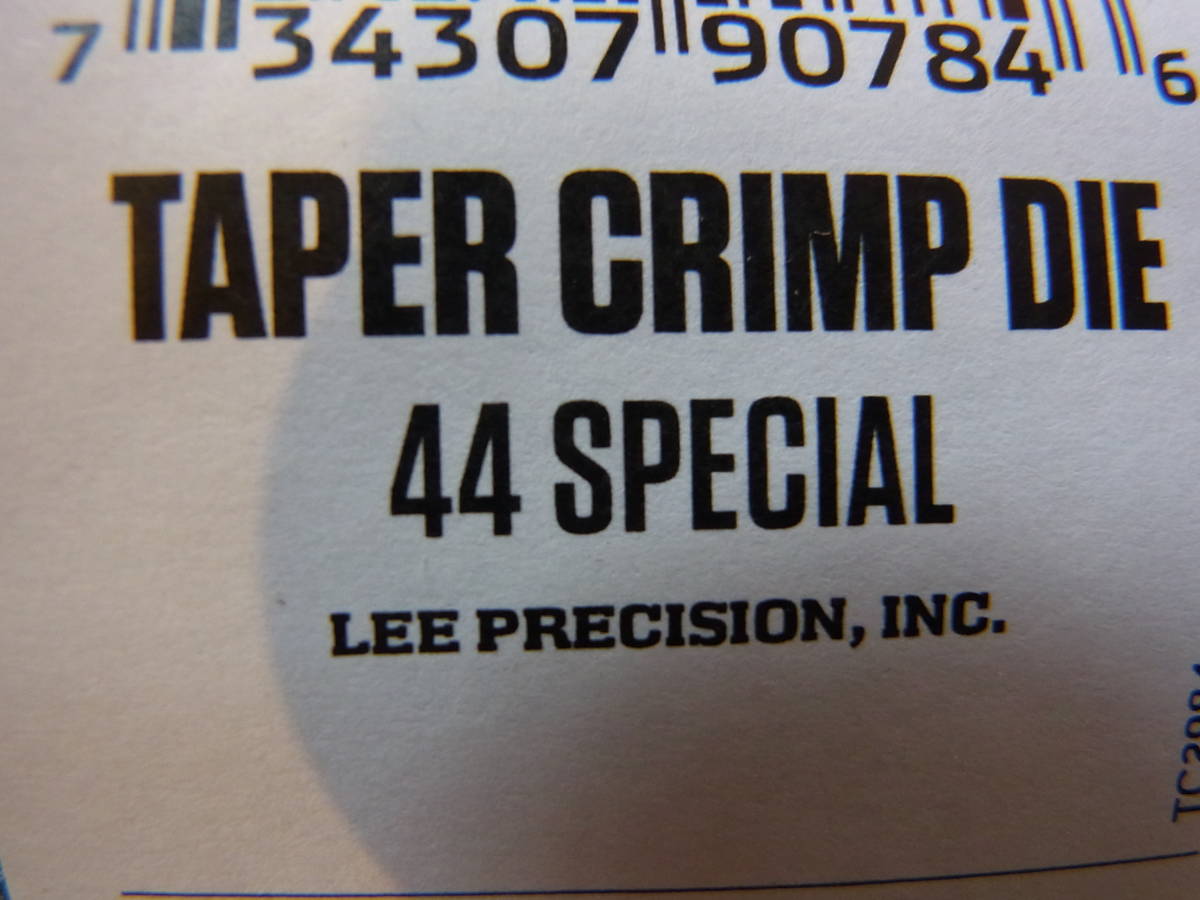 7 34307 90784 6
TAPER CRIMP DIE
44 SPECIAL
LEE PRECISION, INC.